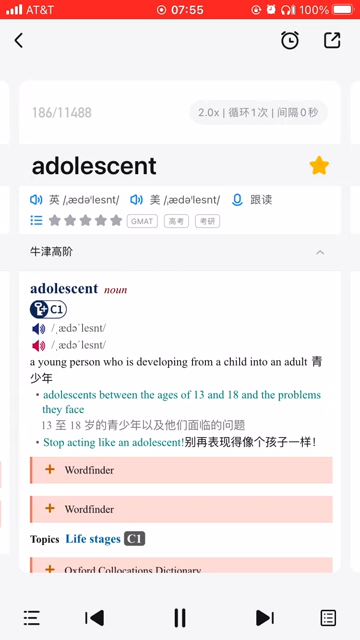 AT&T 07:55 100%
186/11488 2.0x | 循环1次 | 间隔0秒
adolescent
英 /ˌædəˈlesnt/ 美 /ˌædəˈlesnt/ 跟读
GMAT 高考 考研
牛津高阶
adolescent noun
C1
/ˌædəˈlesnt/
/ˌædəˈlesnt/
a young person who is developing from a child into an adult 青
少年
• adolescents between the ages of 13 and 18 and the problems
they face
13 至 18 岁的青少年以及他们面临的问题
• Stop acting like an adolescent!别再表现得像个孩子一样！
+ Wordfinder
+ Wordfinder
Topics Life stages C1
+ Oxford Collocations Dictionary